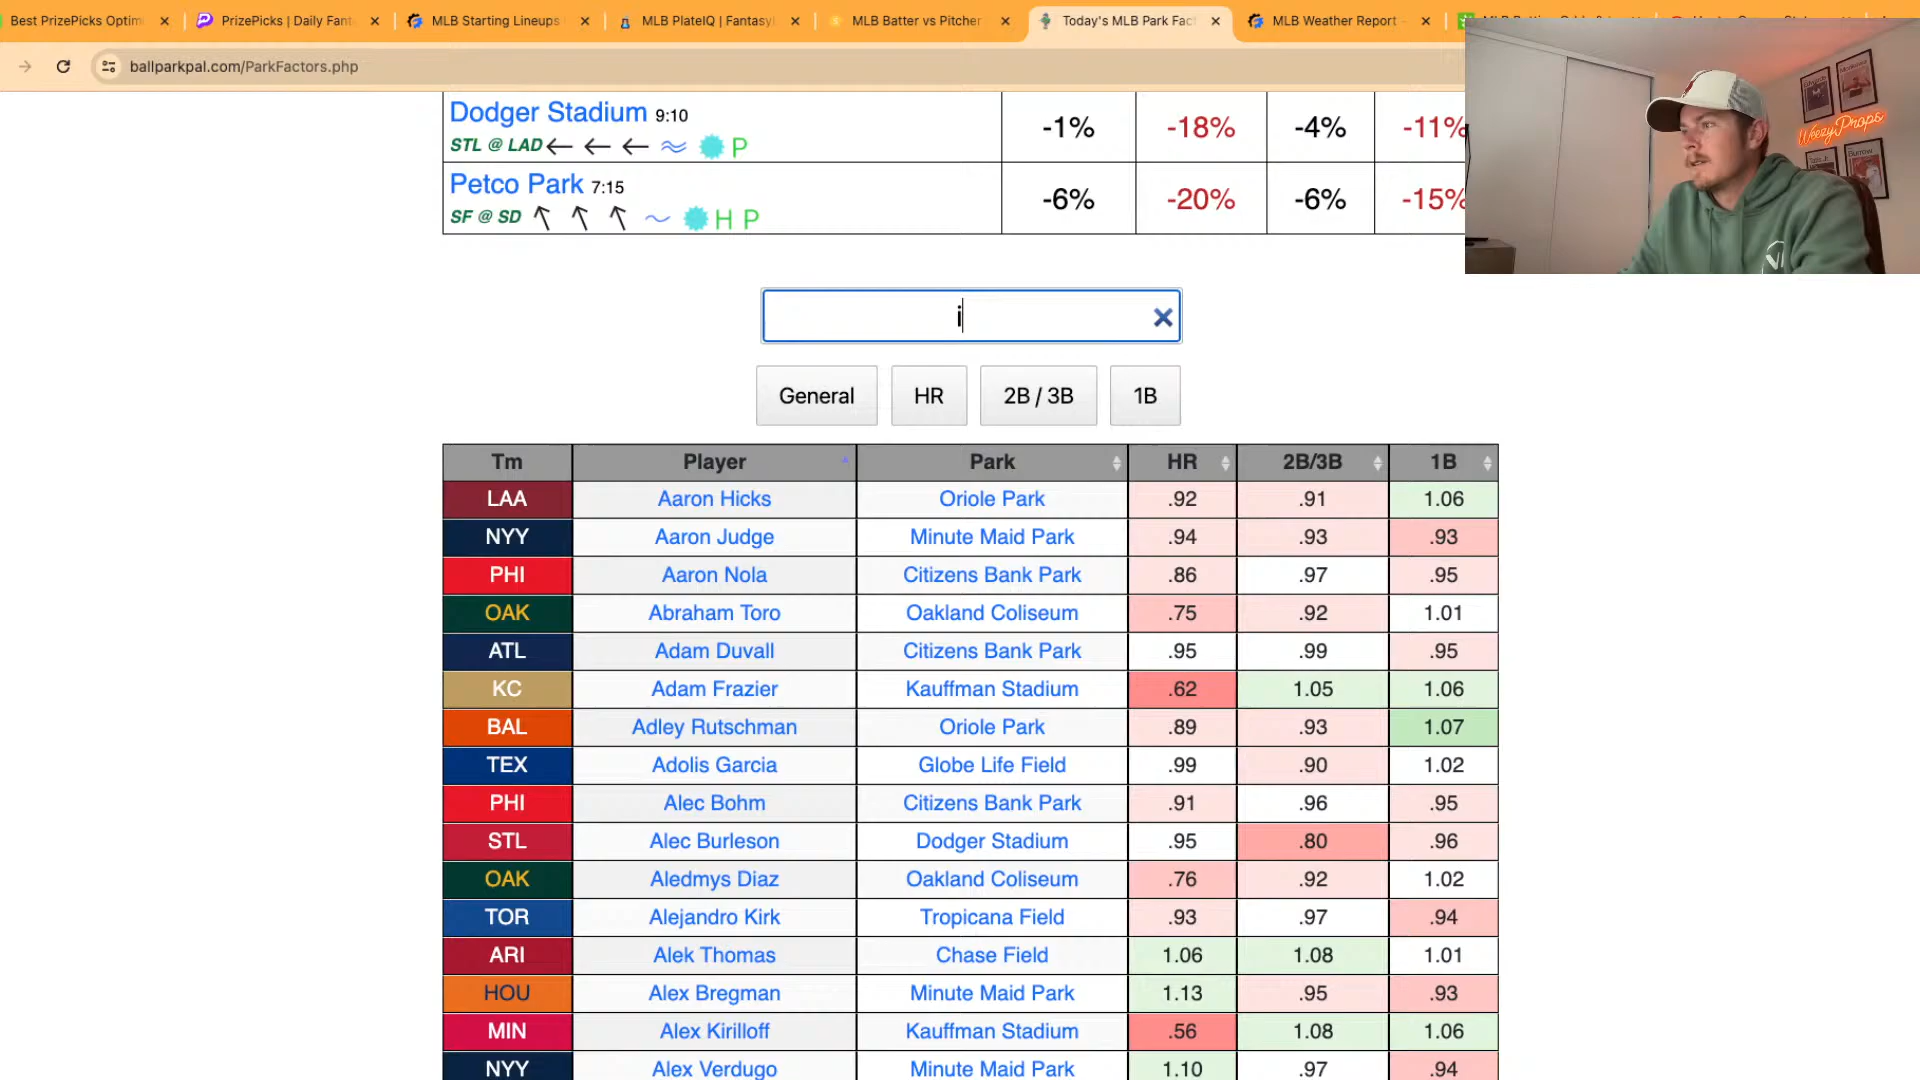 Best PrizePicks Optim
PrizePicks | Daily Fant
MLB Starting Lineups
MLB PlateIQ | Fantasy
MLB Batter vs Pitcher
Today's MLB Park Fac
MLB Weather Report
ballparkpal.com/ParkFactors.php
Dodger Stadium 9:10 -1% -18% -4% -11%
STL @ LAD P
Petco Park 7:15 -6% -20% -6% -15%
SF @ SD H P
WeezyProps
i
General HR 2B / 3B 1B
Tm Player Park HR 2B/3B 1B
LAA Aaron Hicks Oriole Park .92 .91 1.06
NYY Aaron Judge Minute Maid Park .94 .93 .93
PHI Aaron Nola Citizens Bank Park .86 .97 .95
OAK Abraham Toro Oakland Coliseum .75 .92 1.01
ATL Adam Duvall Citizens Bank Park .95 .99 .95
KC Adam Frazier Kauffman Stadium .62 1.05 1.06
BAL Adley Rutschman Oriole Park .89 .93 1.07
TEX Adolis Garcia Globe Life Field .99 .90 1.02
PHI Alec Bohm Citizens Bank Park .91 .96 .95
STL Alec Burleson Dodger Stadium .95 .80 .96
OAK Aledmys Diaz Oakland Coliseum .76 .92 1.02
TOR Alejandro Kirk Tropicana Field .93 .97 .94
ARI Alek Thomas Chase Field 1.06 1.08 1.01
HOU Alex Bregman Minute Maid Park 1.13 .95 .93
MIN Alex Kirilloff Kauffman Stadium .56 1.08 1.06
NYY Alex Verdugo Minute Maid Park 1.10 .97 .94